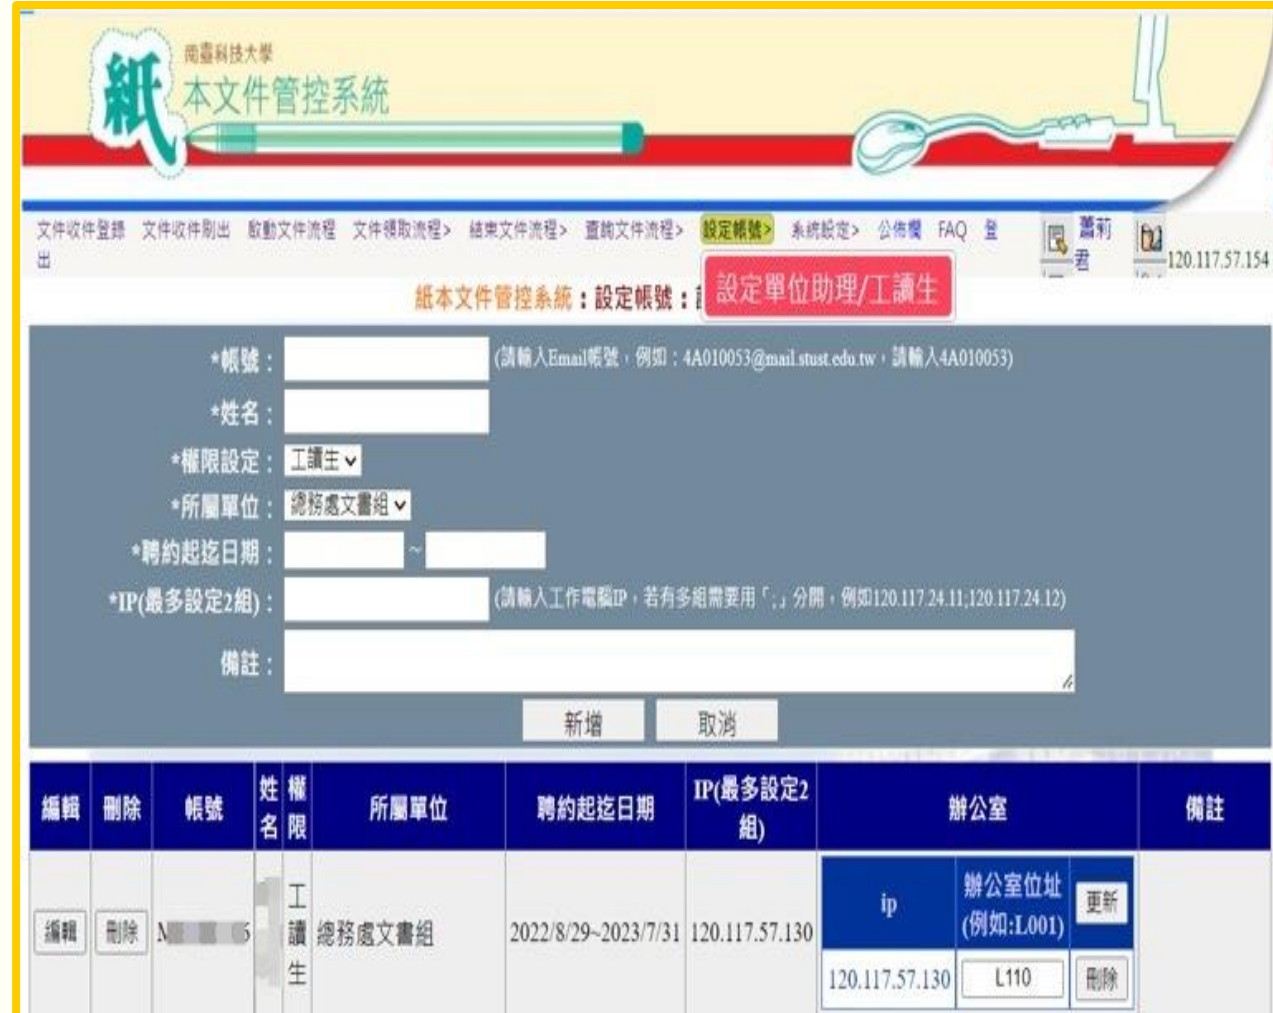 南臺科技大學
紙本文件管控系統
文件收件登錄 文件收件刷出 啟動文件流程 文件領取流程> 結束文件流程> 查詢文件流程> 設定帳號> 系統設定> 公佈欄 FAQ 登出
蕭莉君
120.117.57.154
設定單位助理/工讀生
紙本文件管控系統：設定帳號：
*帳號：
(請輸入Email帳號，例如：4A010053@mail.stust.edu.tw，請輸入4A010053)
*姓名：
*權限設定： 工讀生
*所屬單位： 總務處文書組
*聘約起迄日期： ~
*IP(最多設定2組)：
(請輸入工作電腦IP，若有多組需要用「;」分開，例如120.117.24.11;120.117.24.12)
備註：
新增 取消
編輯 刪除 帳號 姓名 權限 所屬單位 聘約起迄日期 IP(最多設定2組) 辦公室 備註
ip 辦公室位址(例如:L001) 更新
編輯 刪除 工讀生 總務處文書組 2022/8/29~2023/7/31 120.117.57.130
120.117.57.130 L110 刪除